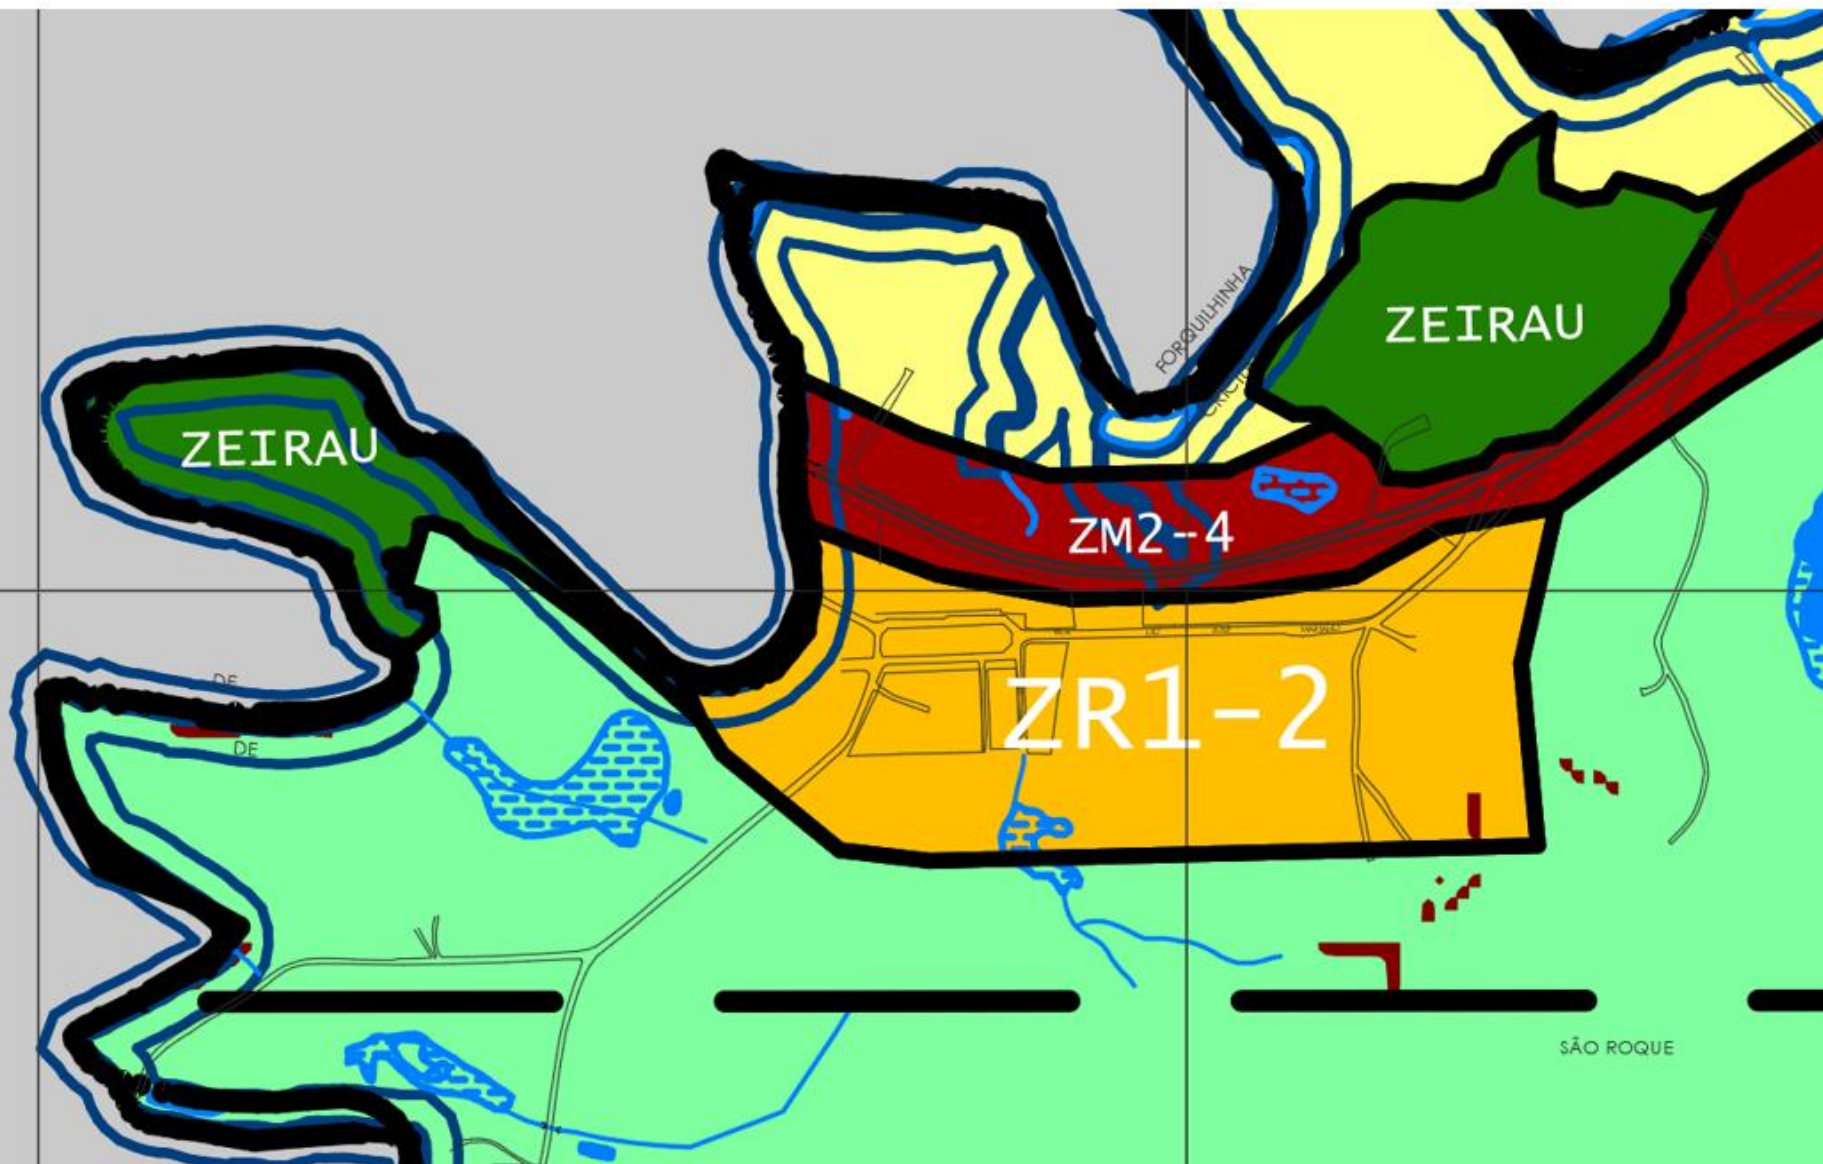 FORQUILHINHA
ZEIRAU
ZEIRAU
ZM2-4
DE
ZR1-2
DE
SÃO ROQUE